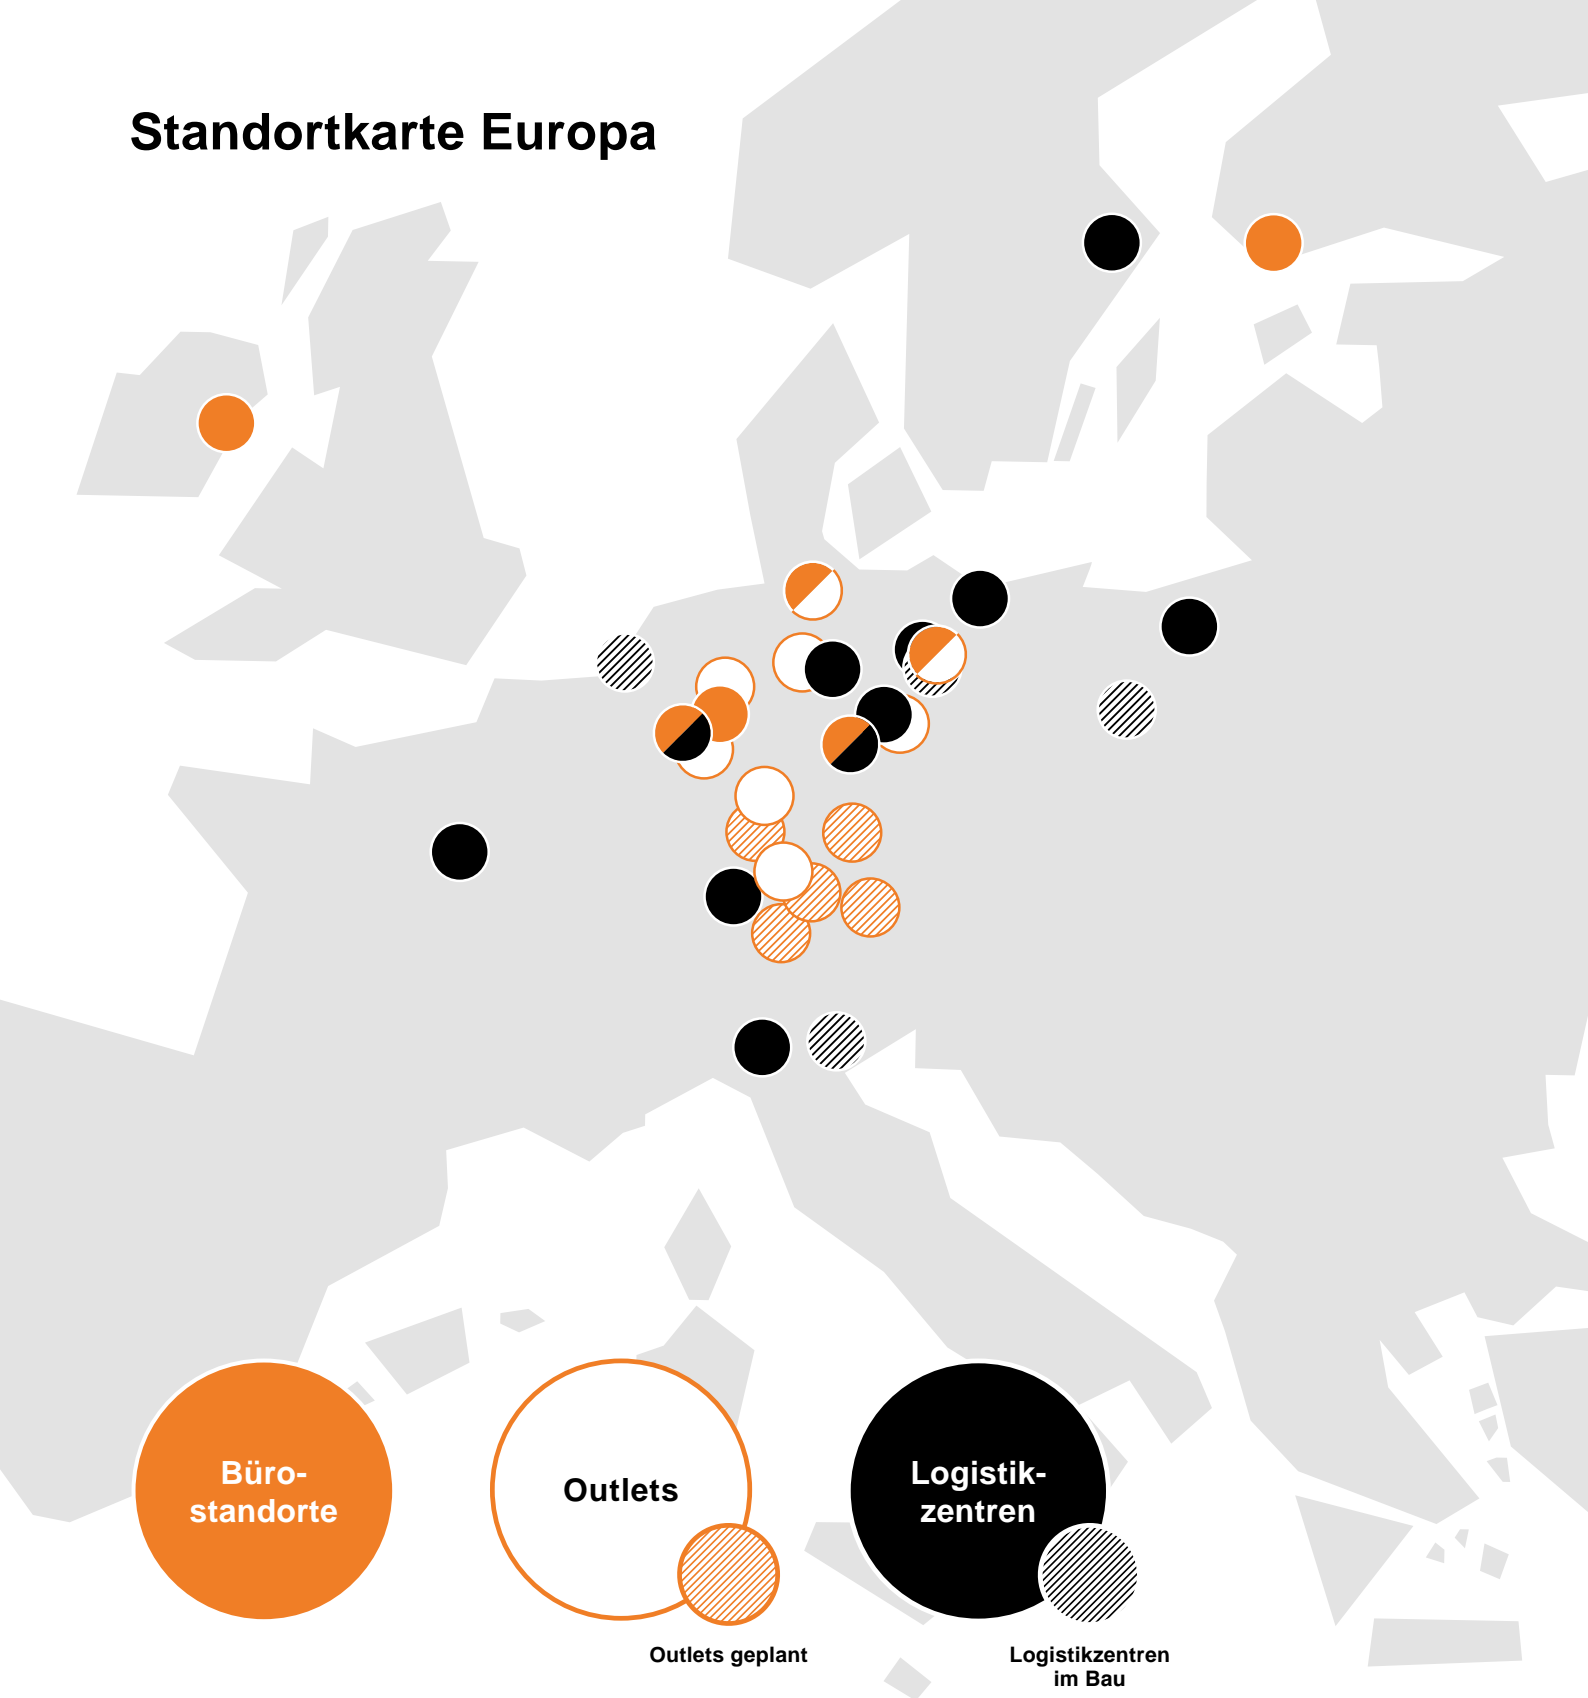 Standortkarte Europa
Büro-
standorte
Outlets
Logistik-
zentren
Outlets geplant
Logistikzentren
im Bau